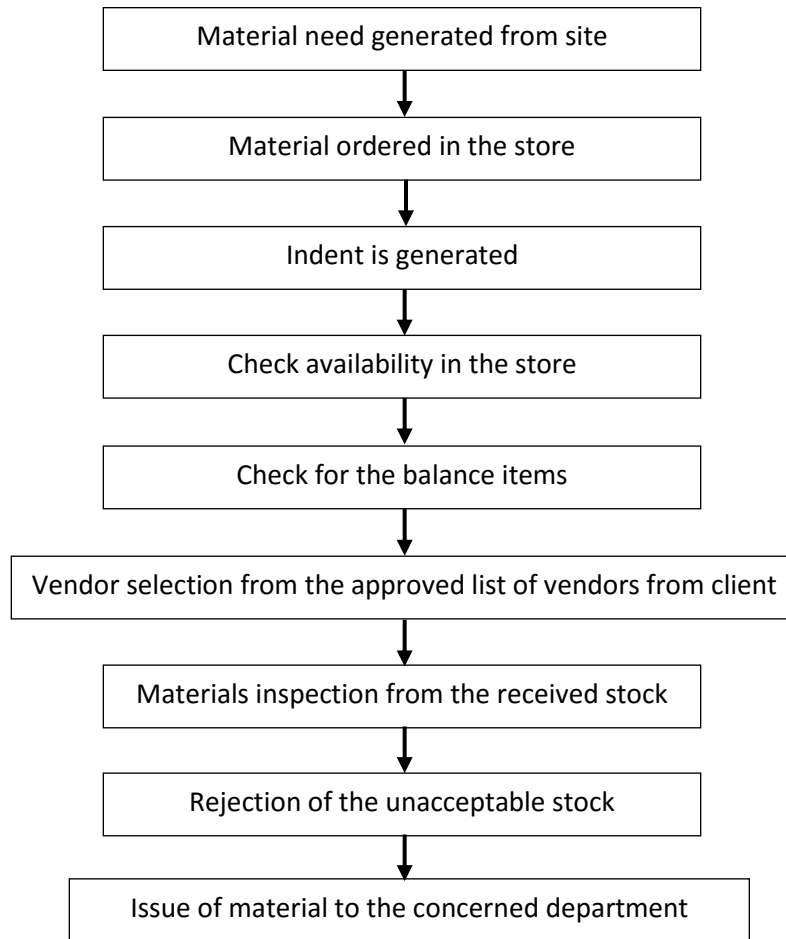 Material need generated from site
Material ordered in the store
Indent is generated
Check availability in the store
Check for the balance items
Vendor selection from the approved list of vendors from client
Materials inspection from the received stock
Rejection of the unacceptable stock
Issue of material to the concerned department